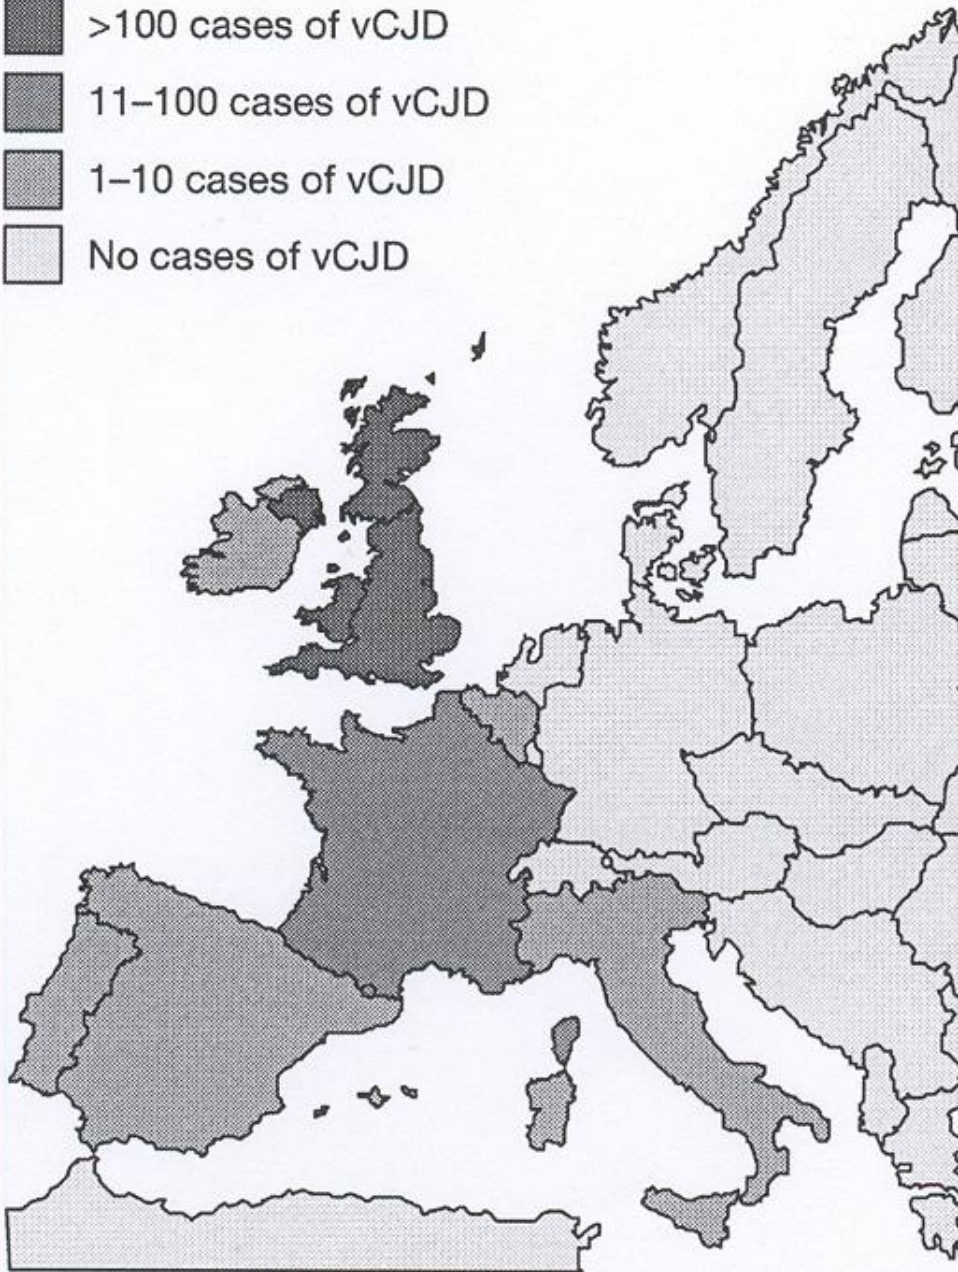 >100 cases of vCJD
11–100 cases of vCJD
1–10 cases of vCJD
No cases of vCJD